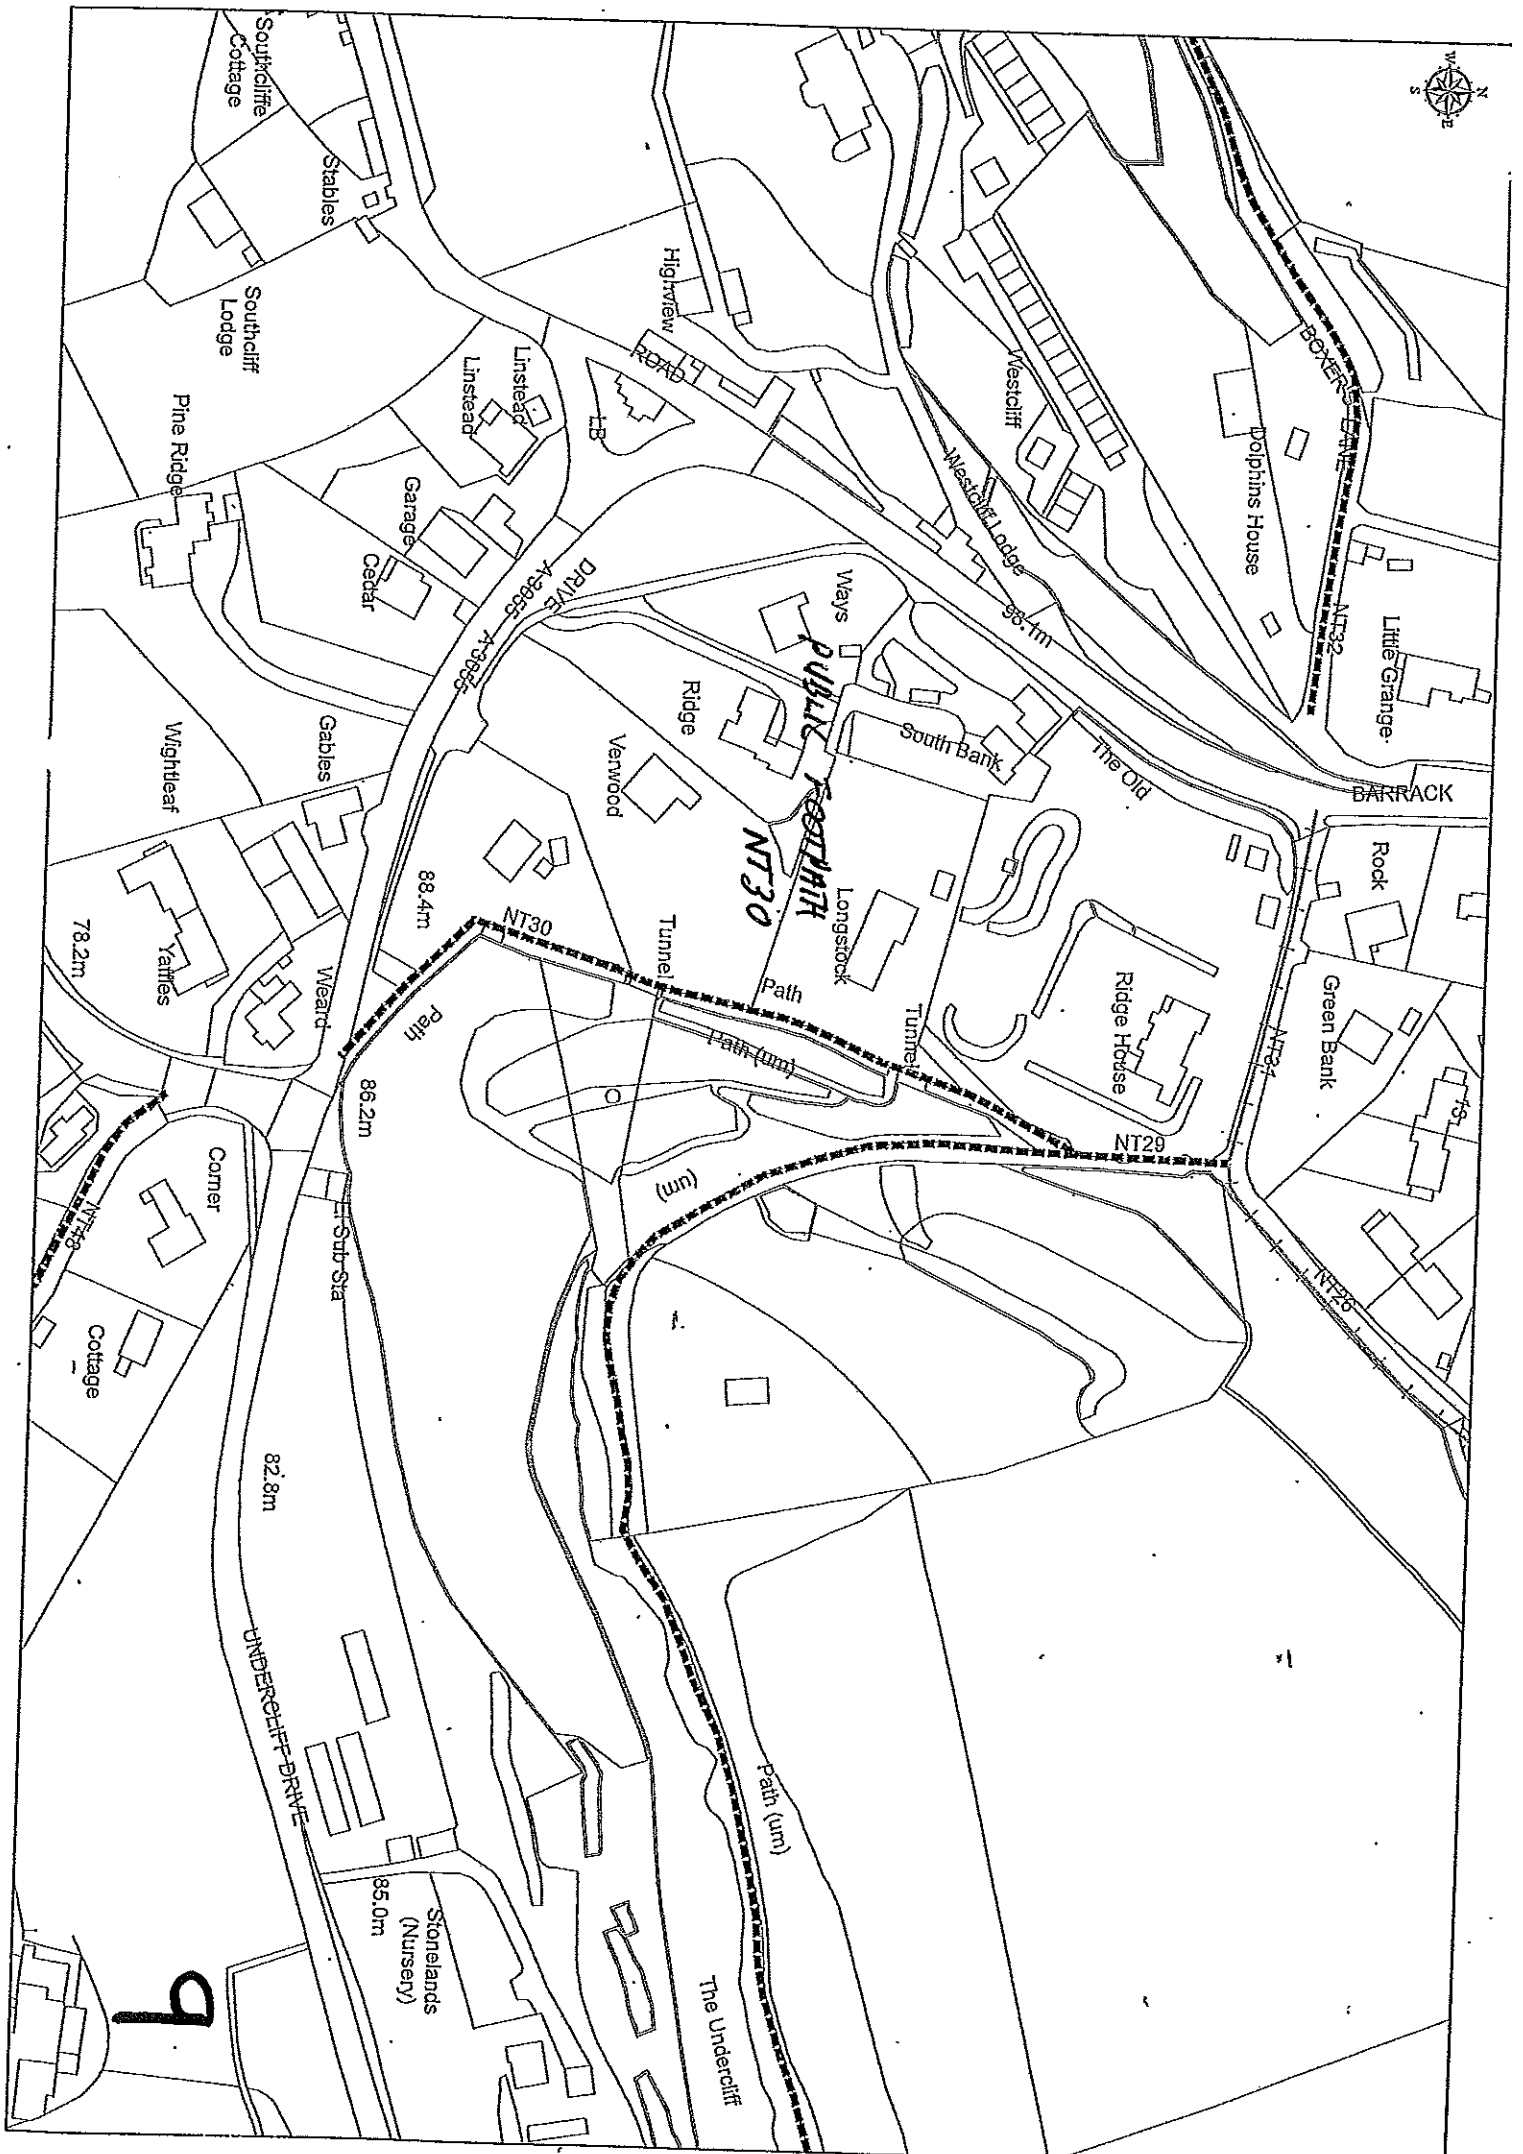 W
N
S
E
Southcliffe
Cottage
Stables
Southcliff
Lodge
Highview
ROAD
Linstead
Linstead
LB
Pine Ridge
Garage
Cedar
DRIVE
A 3055
A 3055
Westcliff
Westcliff Lodge
98.1m
Dolphins House
BOXERS LANE
NT32
Little Grange
Ways
Ridge
Verwood
South Bank
The Old
BARRACK
Rock
PUBLIC FOOTPATH
NT30
Longstock
Gables
Wightleaf
88.4m
NT30
Tunnel
Path
Tunnel
Ridge House
Green Bank
NT31
78.2m
Yaffles
Weard
Path
Path (um)
NT29
86.2m
(um)
Corner
NT48
El Sub Sta
Cottage
NT26
82.8m
UNDERCLIFF DRIVE
Path (um)
85.0m
Stonelands
(Nursery)
The Undercliff
9